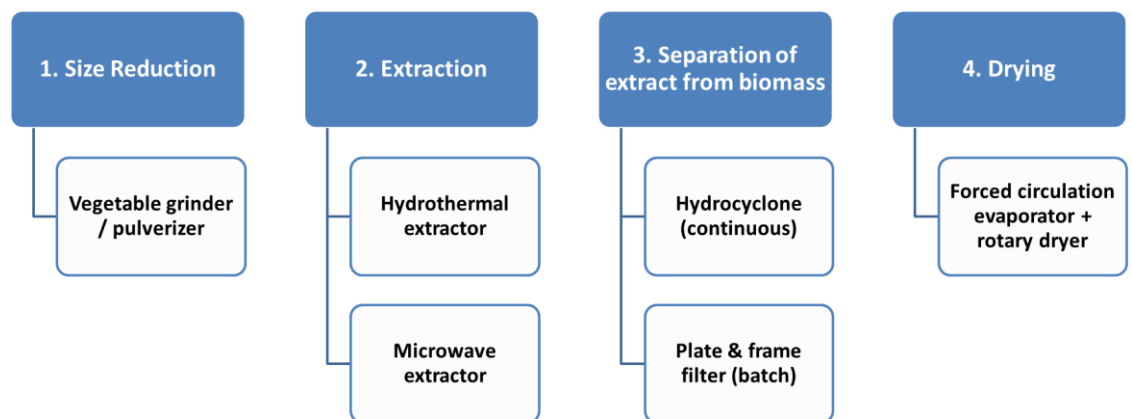 1. Size Reduction
Vegetable grinder
/ pulverizer
2. Extraction
Hydrothermal
extractor
Microwave
extractor
3. Separation of
extract from biomass
Hydrocyclone
(continuous)
Plate & frame
filter (batch)
4. Drying
Forced circulation
evaporator +
rotary dryer